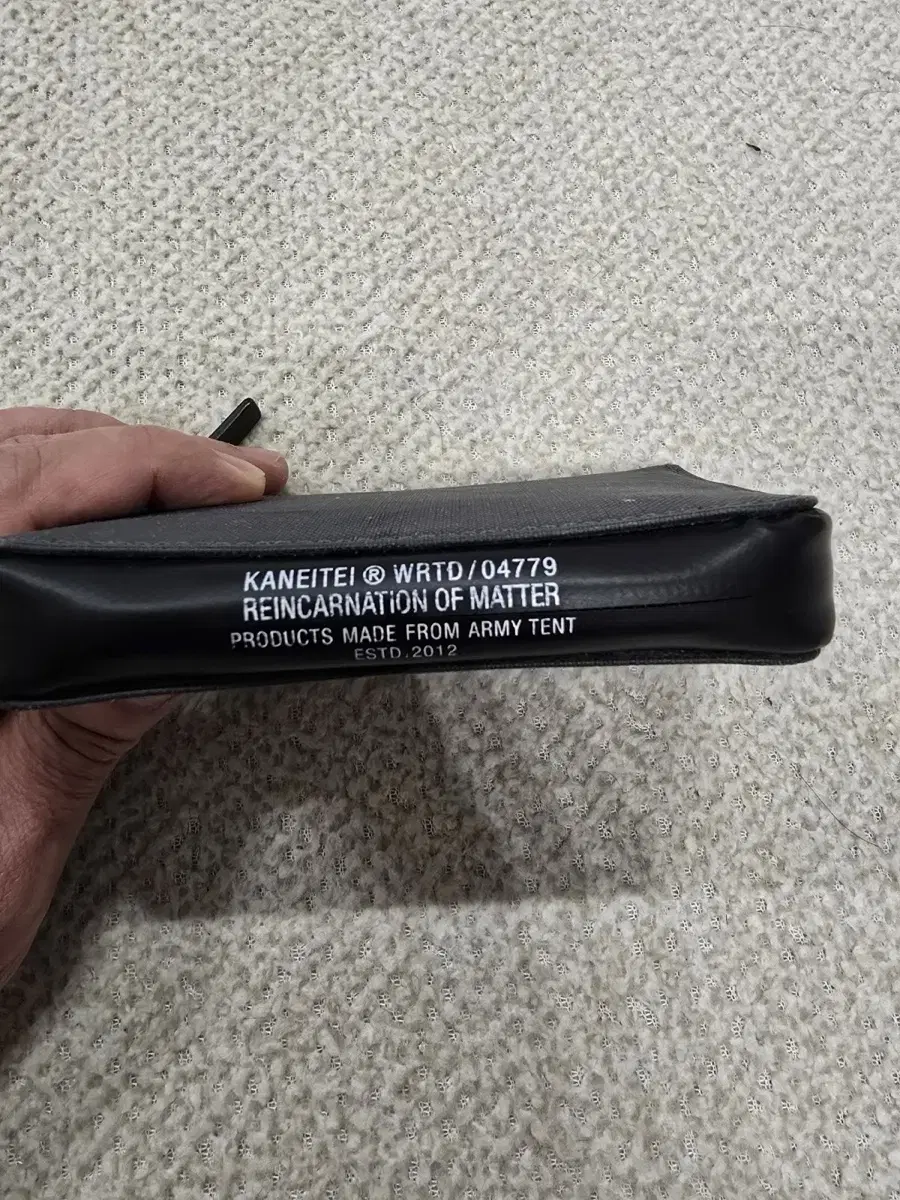 KANEITEI ® WRTD/04779
REINCARNATION OF MATTER
PRODUCTS MADE FROM ARMY TENT
ESTD.2012